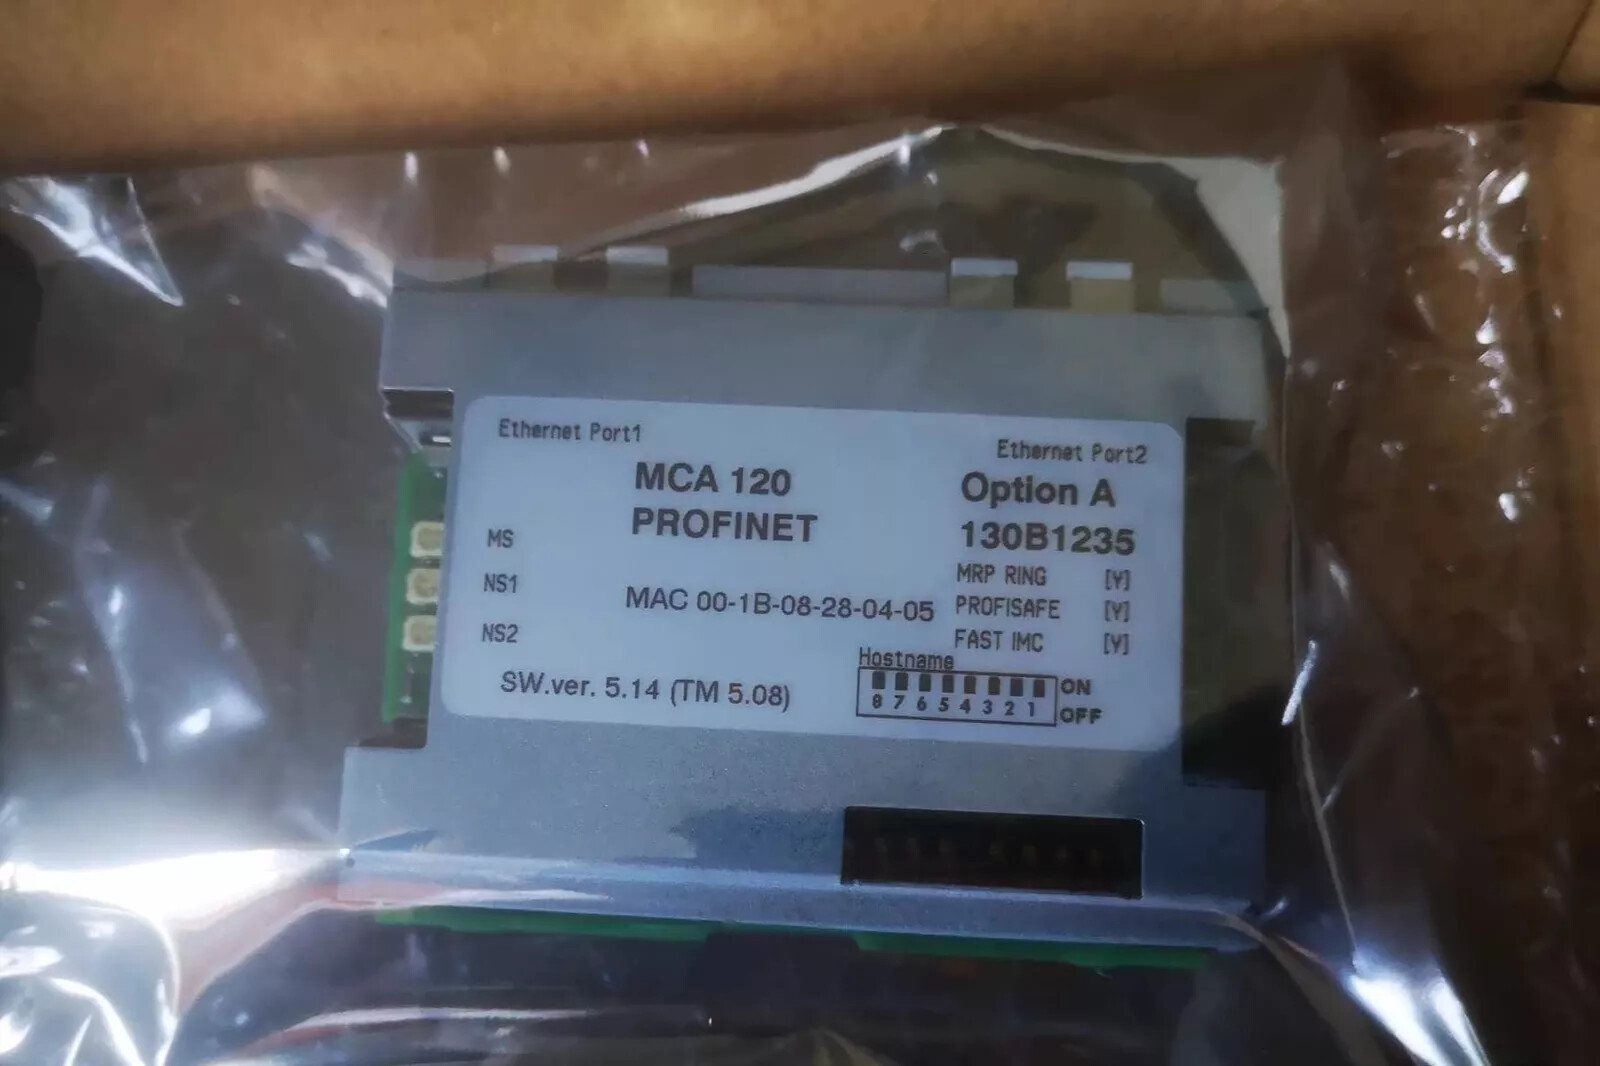 Ethernet Port1
Ethernet Port2
MCA 120
Option A
PROFINET
130B1235
MS
MRP RING [Y]
NS1
MAC 00-1B-08-28-04-05
PROFISAFE [Y]
NS2
FAST IMC [Y]
Hostname
SW.ver. 5.14 (TM 5.08)
ON
8 7 6 5 4 3 2 1
OFF